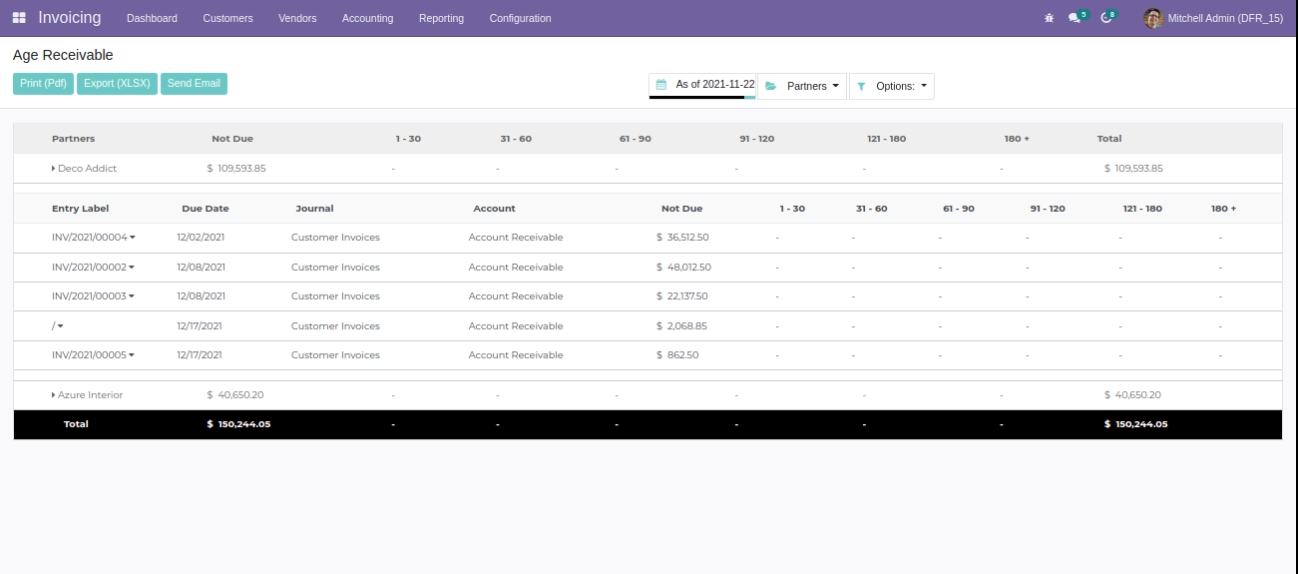 Invoicing Dashboard Customers Vendors Accounting Reporting Configuration 5 8 Mitchell Admin (DFR_15)
Age Receivable
Print (Pdf) Export (XLSX) Send Email As of 2021-11-22 Partners Options:
Partners Not Due 1 - 30 31 - 60 61 - 90 91 - 120 121 - 180 180 + Total
Deco Addict $ 109,593.85 - - - - - - $ 109,593.85
Entry Label Due Date Journal Account Not Due 1 - 30 31 - 60 61 - 90 91 - 120 121 - 180 180 +
INV/2021/00004 12/02/2021 Customer Invoices Account Receivable $ 36,512.50 - - - - - -
INV/2021/00002 12/08/2021 Customer Invoices Account Receivable $ 48,012.50 - - - - - -
INV/2021/00003 12/08/2021 Customer Invoices Account Receivable $ 22,137.50 - - - - - -
/ 12/17/2021 Customer Invoices Account Receivable $ 2,068.85 - - - - - -
INV/2021/00005 12/17/2021 Customer Invoices Account Receivable $ 862.50 - - - - - -
Azure Interior $ 40,650.20 - - - - - - $ 40,650.20
Total $ 150,244.05 - - - - - - $ 150,244.05